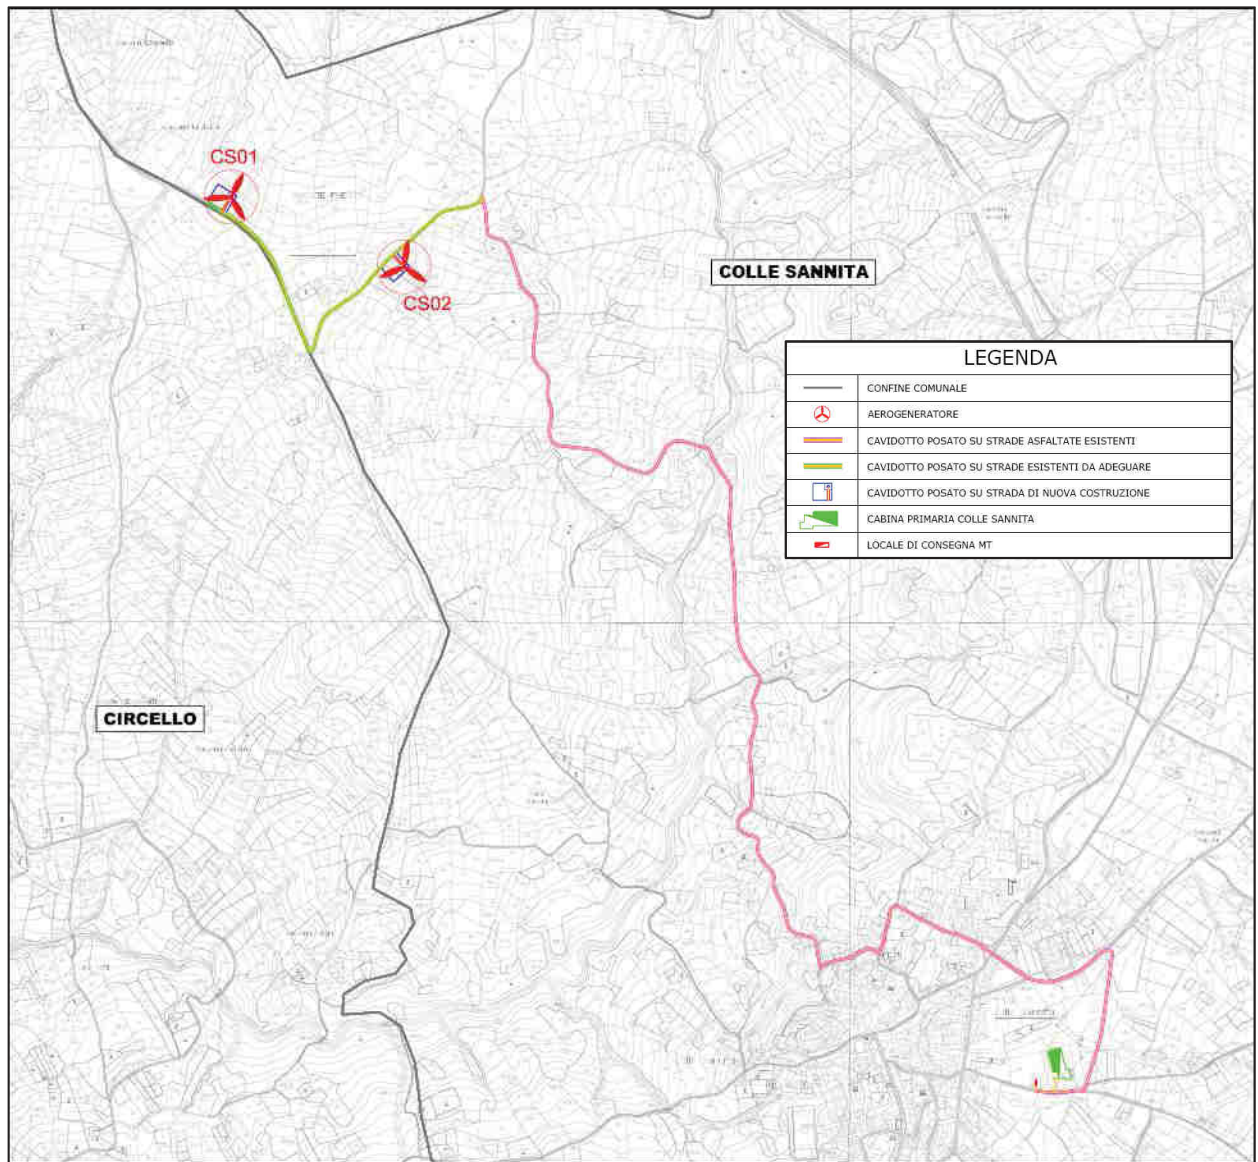 CS01
CS02
COLLE SANNITA
LEGENDA
CONFINE COMUNALE
AEROGENERATORE
CAVIDOTTO POSATO SU STRADE ASFALTATE ESISTENTI
CAVIDOTTO POSATO SU STRADE ESISTENTI DA ADEGUARE
CAVIDOTTO POSATO SU STRADA DI NUOVA COSTRUZIONE
CABINA PRIMARIA COLLE SANNITA
LOCALE DI CONSEGNA MT
CIRCELLO